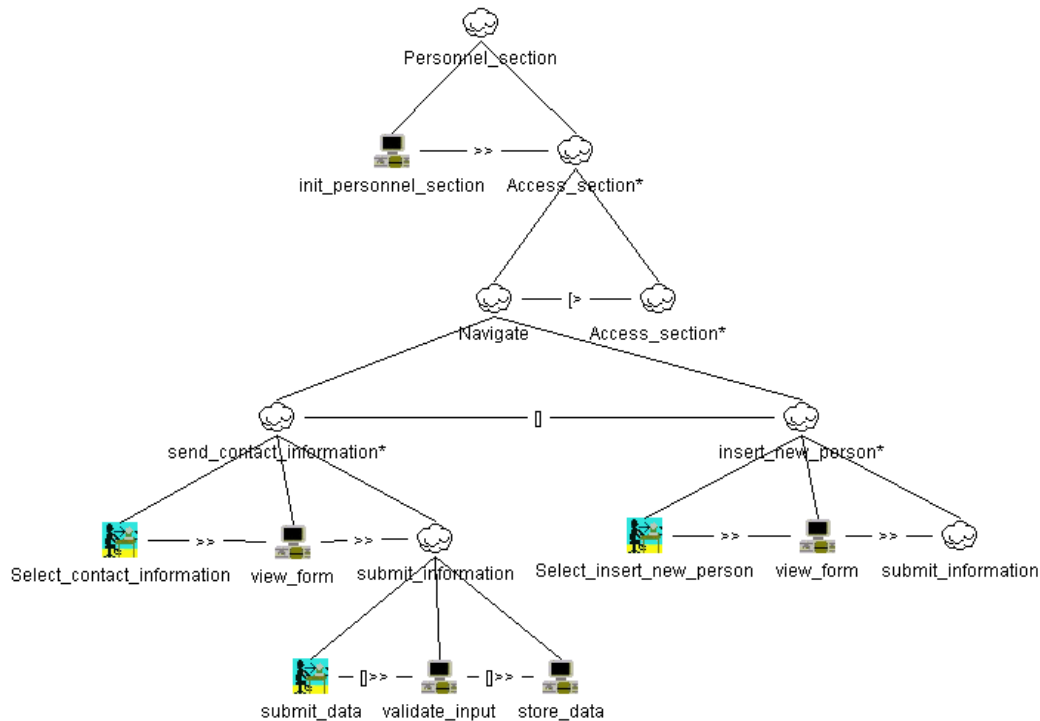 Personnel_section
>>
init_personnel_section Access_section*
[>
Navigate Access_section*
[]
send_contact_information* insert_new_person*
>> >> >> >>
Select_contact_information view_form submit_information Select_insert_new_person view_form submit_information
[]>> []>>
submit_data validate_input store_data